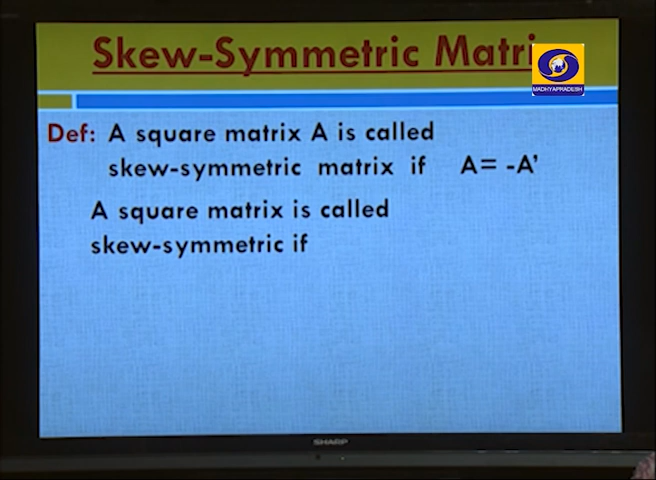 Skew-Symmetric Matri
MADHYAPRADESH
Def: A square matrix A is called
skew-symmetric matrix if A= -A’
A square matrix is called
skew-symmetric if
SHARP